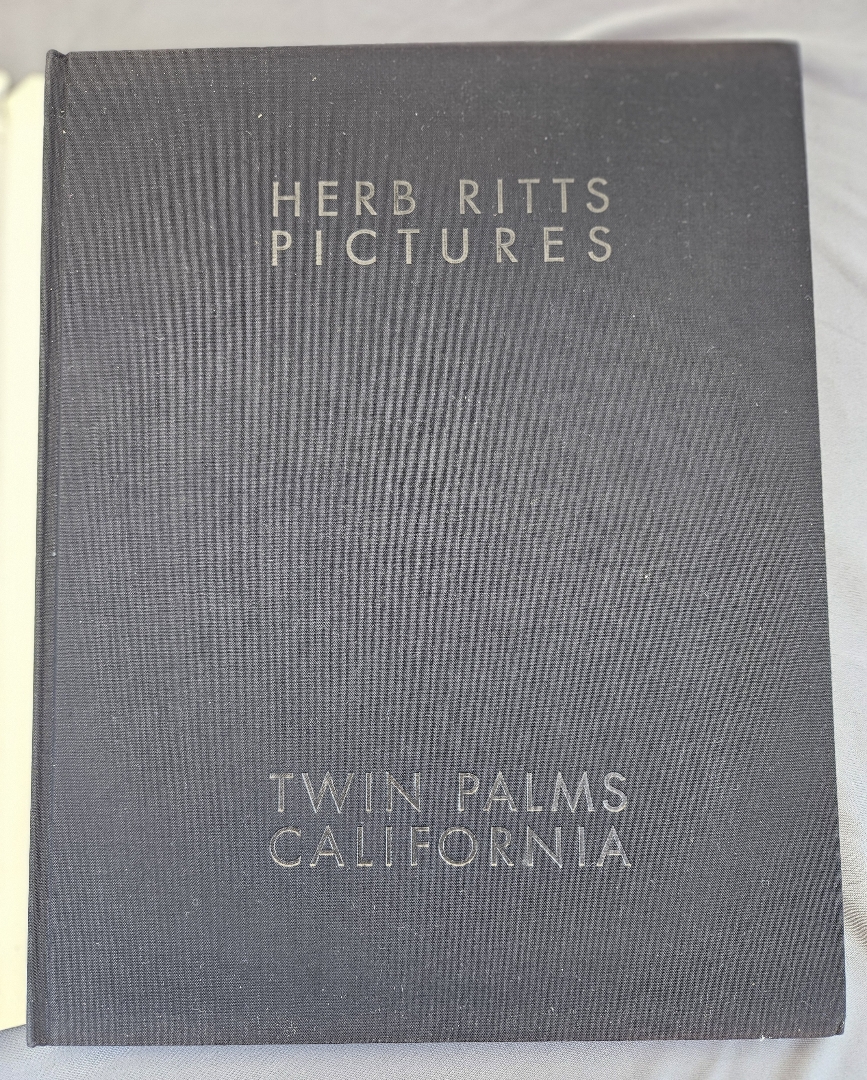 HERB RITTS
PICTURES
TWIN PALMS
CALIFORNIA